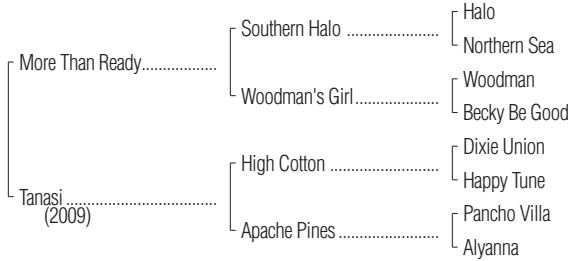 Halo
Southern Halo ...................
Northern Sea
More Than Ready..................
Woodman
Woodman's Girl.................
Becky Be Good
Dixie Union
High Cotton ......................
Happy Tune
Tanasi ....................................
(2009)
Pancho Villa
Apache Pines .....................
Alyanna